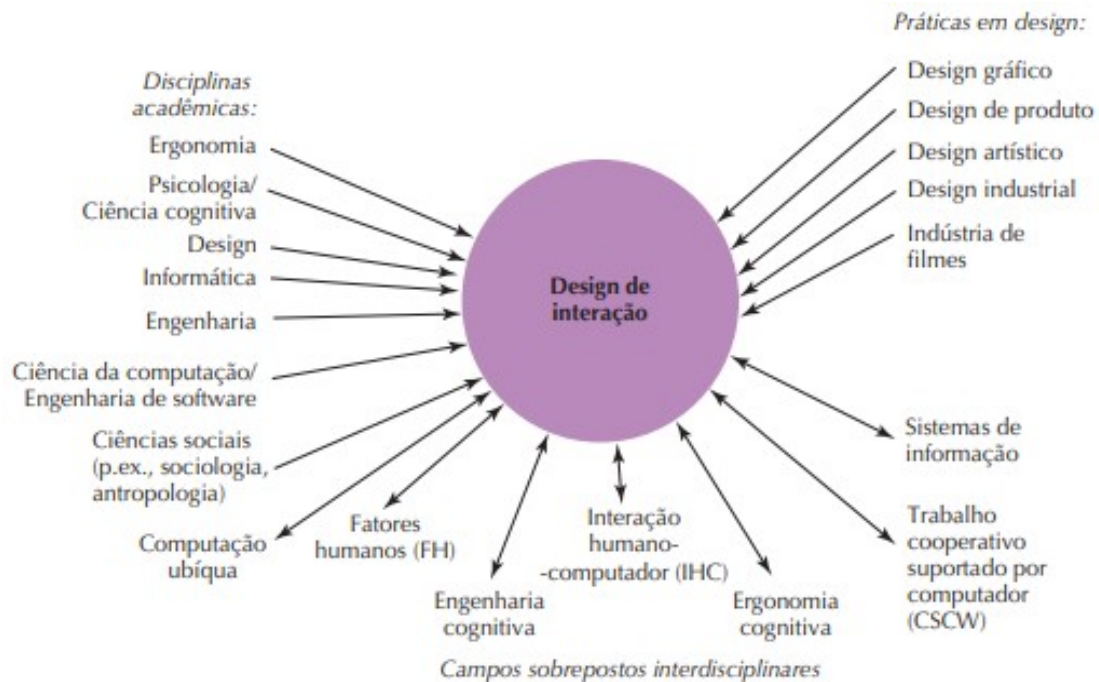 Práticas em design:
Design gráfico
Design de produto
Design artístico
Design industrial
Indústria de
filmes
Disciplinas
acadêmicas:
Ergonomia
Psicologia/
Ciência cognitiva
Design
Informática
Engenharia
Ciência da computação/
Engenharia de software
Ciências sociais
(p.ex., sociologia,
antropologia)
Design de
interação
Computação
ubíqua
Fatores
humanos (FH)
Engenharia
cognitiva
Interação
humano-
-computador (IHC)
Ergonomia
cognitiva
Sistemas de
informação
Trabalho
cooperativo
suportado por
computador
(CSCW)
Campos sobrepostos interdisciplinares